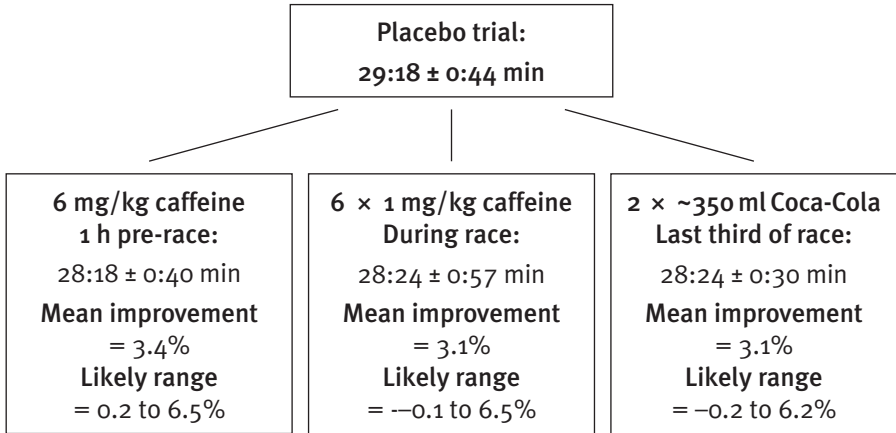 Placebo trial:
29:18 ± 0:44 min
6 mg/kg caffeine
1 h pre-race:
28:18 ± 0:40 min
Mean improvement
= 3.4%
Likely range
= 0.2 to 6.5%
6 × 1 mg/kg caffeine
During race:
28:24 ± 0:57 min
Mean improvement
= 3.1%
Likely range
= -–0.1 to 6.5%
2 × ~350 ml Coca-Cola
Last third of race:
28:24 ± 0:30 min
Mean improvement
= 3.1%
Likely range
= –0.2 to 6.2%